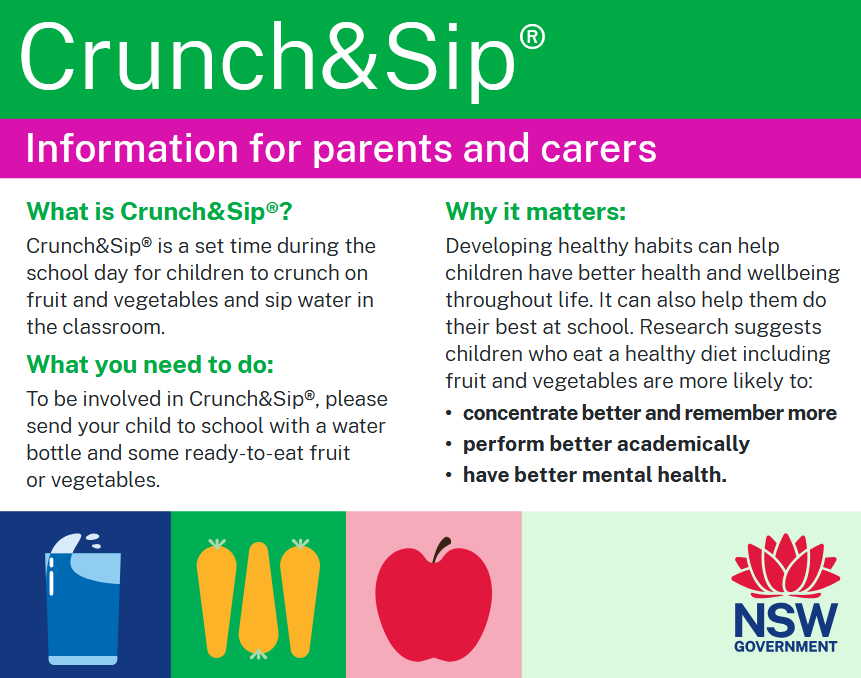 Crunch&Sip®
Information for parents and carers
What is Crunch&Sip®?
Crunch&Sip® is a set time during the
school day for children to crunch on
fruit and vegetables and sip water in
the classroom.
What you need to do:
To be involved in Crunch&Sip®, please
send your child to school with a water
bottle and some ready-to-eat fruit
or vegetables.
Why it matters:
Developing healthy habits can help
children have better health and wellbeing
throughout life. It can also help them do
their best at school. Research suggests
children who eat a healthy diet including
fruit and vegetables are more likely to:
• concentrate better and remember more
• perform better academically
• have better mental health.
NSW
GOVERNMENT